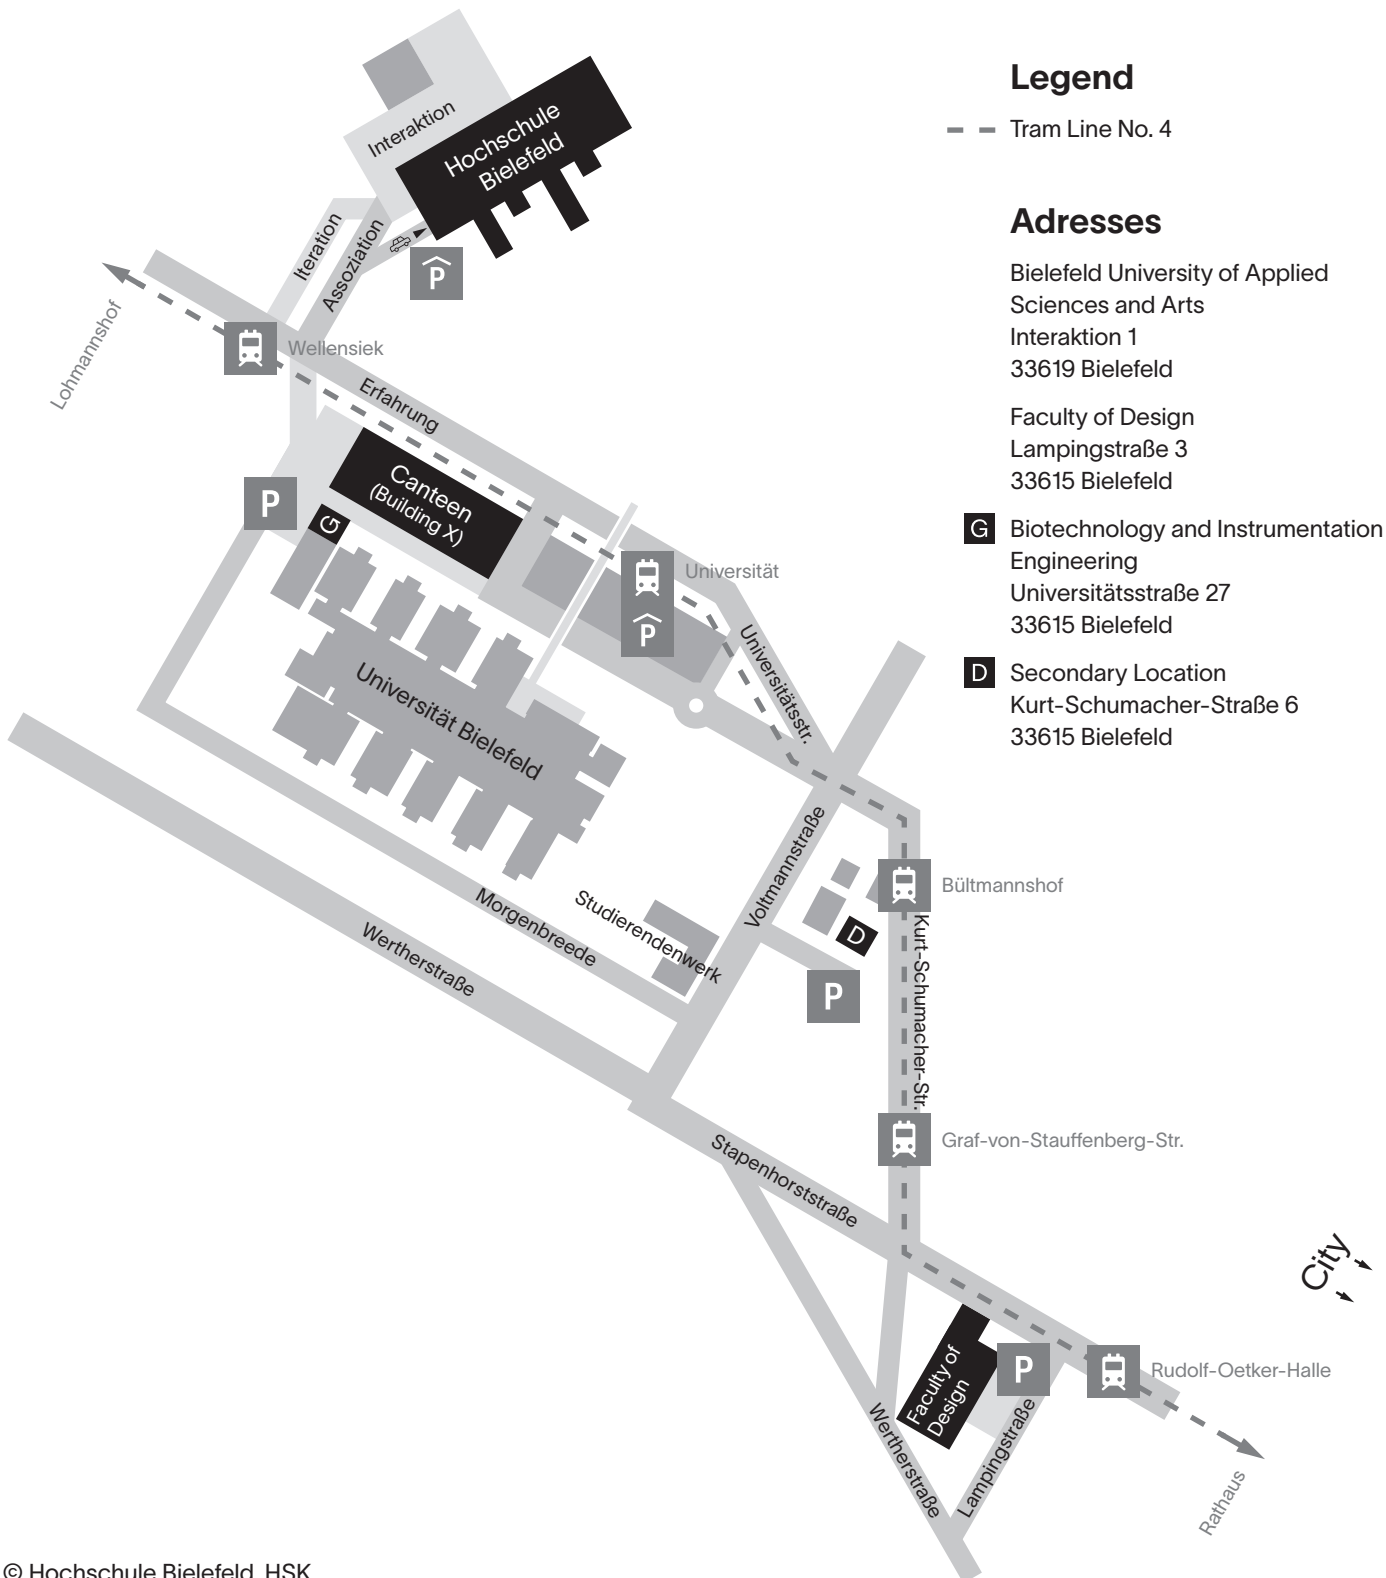 Legend
Tram Line No. 4
Adresses
Bielefeld University of Applied
Sciences and Arts
Interaktion 1
33619 Bielefeld
Faculty of Design
Lampingstraße 3
33615 Bielefeld
G Biotechnology and Instrumentation
Engineering
Universitätsstraße 27
33615 Bielefeld
D Secondary Location
Kurt-Schumacher-Straße 6
33615 Bielefeld
Interaktion
Hochschule
Bielefeld
Iteration
Assoziation
P
Lohmannshof
Wellensiek
Erfahrung
Canteen
(Building X)
P
G
Universität
P
Universitätsstr.
Universität Bielefeld
Voltmannstraße
Bültmannshof
Morgenbreede
Studierendenwerk
D
Kurt-Schumacher-Str.
Wertherstraße
P
Graf-von-Stauffenberg-Str.
Stapenhorststraße
City
Faculty of
Design
P
Rudolf-Oetker-Halle
Wertherstraße
Lampingstraße
Rathaus
© Hochschule Bielefeld, HSK